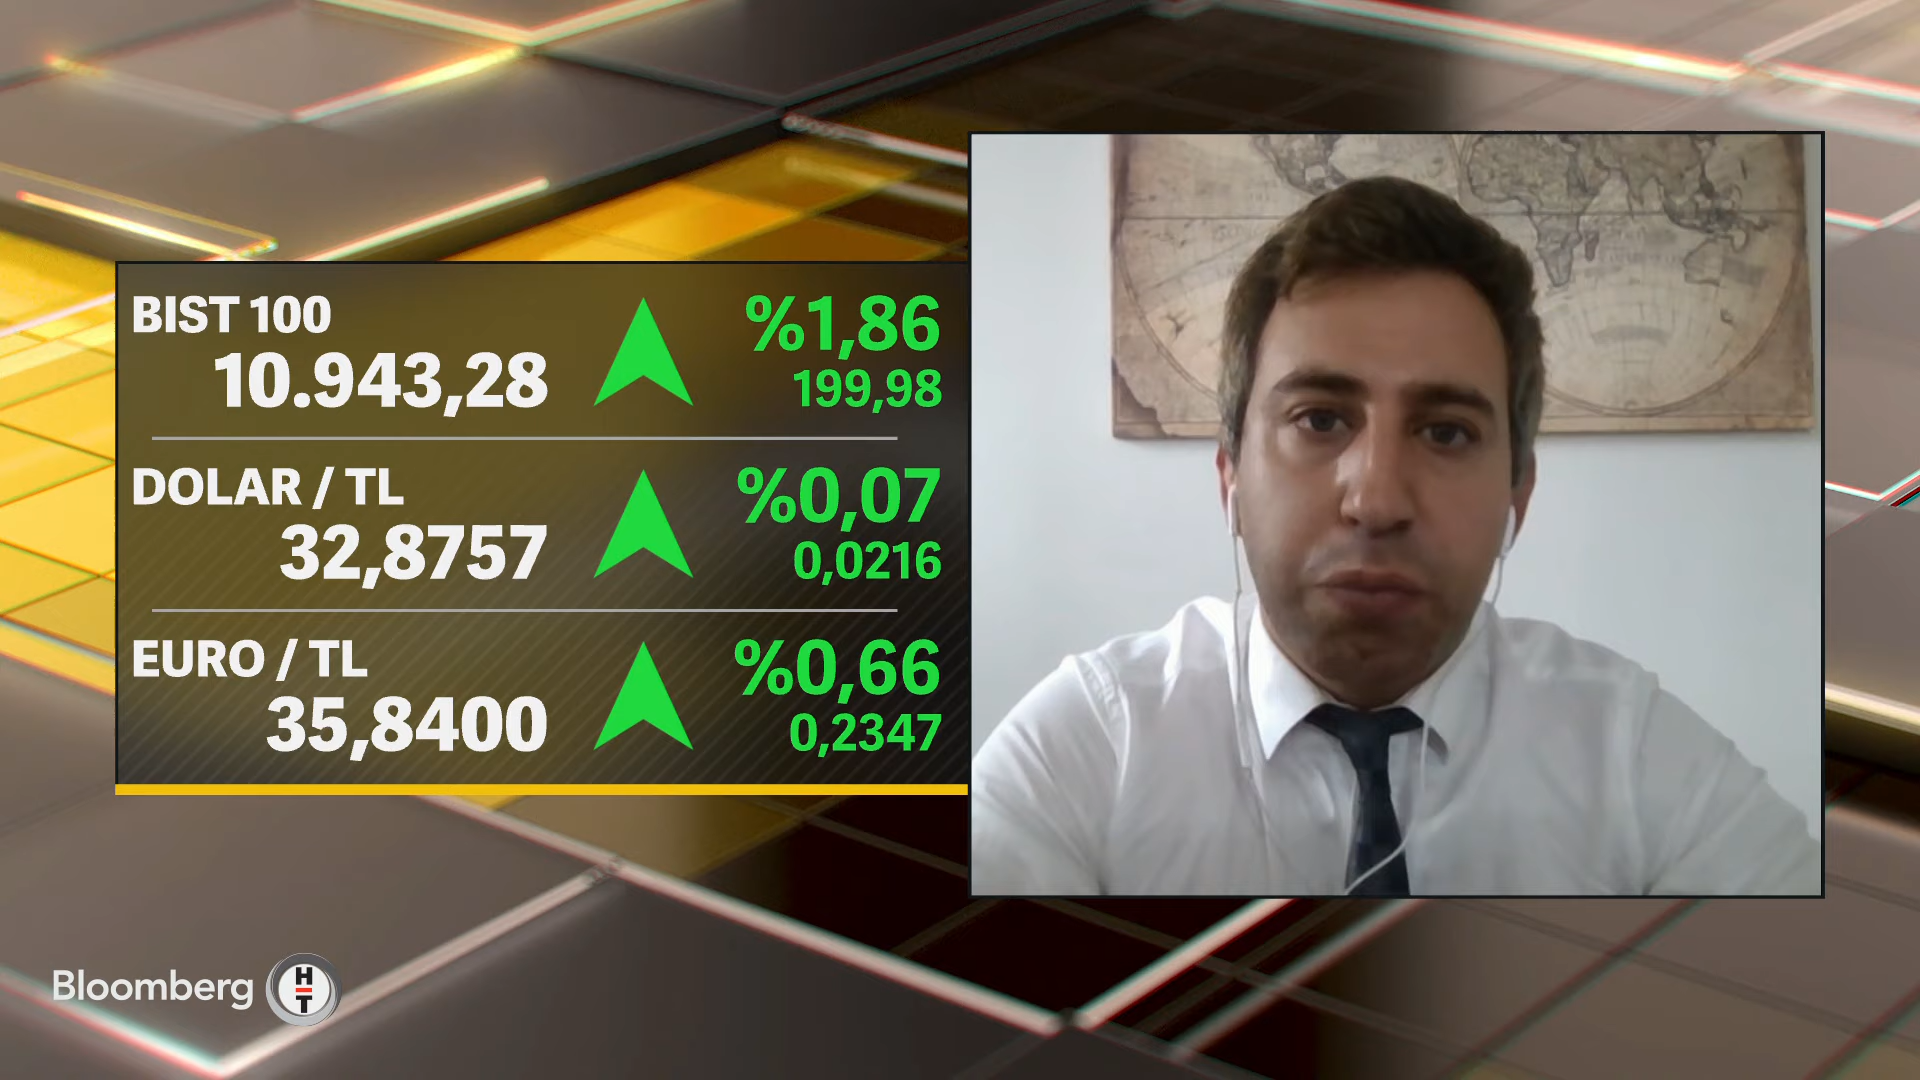 BIST 100
10.943,28
%1,86
199,98
DOLAR / TL
32,8757
%0,07
0,0216
EURO / TL
35,8400
%0,66
0,2347
Bloomberg HT